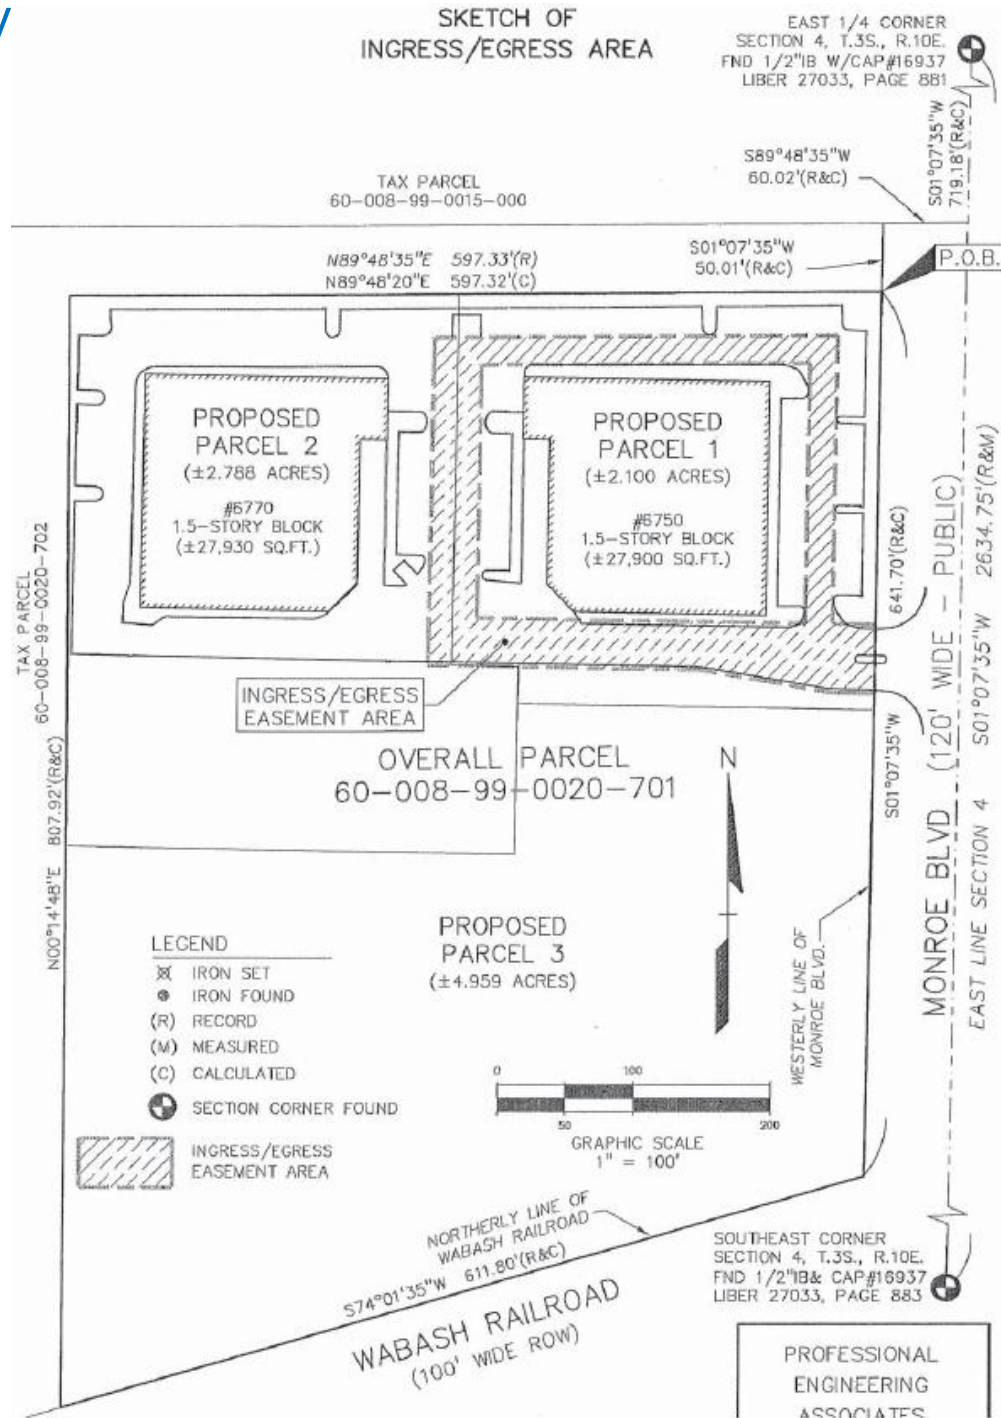 SKETCH OF
INGRESS/EGRESS AREA
EAST 1/4 CORNER
SECTION 4, T.3S., R.10E.
FND 1/2"IB W/CAP#16937
LIBER 27033, PAGE 881
S01°07'35"W
719.18'(R&C)
S89°48'35"W
60.02'(R&C)
TAX PARCEL
60-008-99-0015-000
N89°48'35"E 597.33'(R)
N89°48'20"E 597.32'(C)
S01°07'35"W
50.01'(R&C)
P.O.B.
PROPOSED
PARCEL 2
(±2.788 ACRES)
#6770
1.5-STORY BLOCK
(±27,930 SQ.FT.)
PROPOSED
PARCEL 1
(±2.100 ACRES)
#6750
1.5-STORY BLOCK
(±27,900 SQ.FT.)
TAX PARCEL
60-008-99-0020-702
N00°14'48"E 807.92'(R&C)
641.70'(R&C)
S01°07'35"W
MONROE BLVD (120' WIDE - PUBLIC)
EAST LINE SECTION 4 S01°07'35"W 2634.75'(R&M)
INGRESS/EGRESS
EASEMENT AREA
OVERALL PARCEL
60-008-99-0020-701
N
PROPOSED
PARCEL 3
(±4.959 ACRES)
WESTERLY LINE OF
MONROE BLVD.
LEGEND
IRON SET
IRON FOUND
(R) RECORD
(M) MEASURED
(C) CALCULATED
SECTION CORNER FOUND
INGRESS/EGRESS
EASEMENT AREA
0 100
50 200
GRAPHIC SCALE
1" = 100'
NORTHERLY LINE OF
WABASH RAILROAD
S74°01'35"W 611.80'(R&C)
WABASH RAILROAD
(100' WIDE ROW)
SOUTHEAST CORNER
SECTION 4, T.3S., R.10E.
FND 1/2"IB& CAP#16937
LIBER 27033, PAGE 883
PROFESSIONAL
ENGINEERING
ASSOCIATES